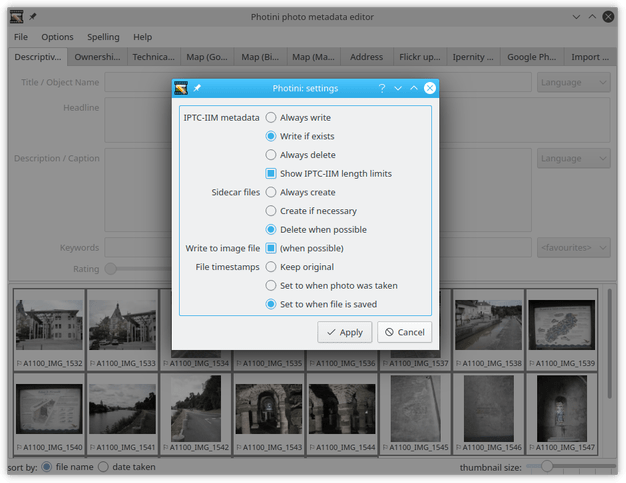 Photini photo metadata editor
File Options Spelling Help
Descriptiv... Ownershi... Technica... Map (Go... Map (Bi... Map (Ma... Address Flickr up... Ipernity ... Google Ph... Import ...
Title / Object Name Language
Headline
Description / Caption Language
Keywords <favourites>
Rating
Photini: settings
IPTC-IIM metadata Always write
Write if exists
Always delete
Show IPTC-IIM length limits
Sidecar files Always create
Create if necessary
Delete when possible
Write to image file (when possible)
File timestamps Keep original
Set to when photo was taken
Set to when file is saved
Apply Cancel
A1100_IMG_1532 A1100_IMG_1533 A1100_IMG_1534 A1100_IMG_1535 A1100_IMG_1536 A1100_IMG_1537 A1100_IMG_1538 A1100_IMG_1539
A1100_IMG_1540 A1100_IMG_1541 A1100_IMG_1542 A1100_IMG_1543 A1100_IMG_1544 A1100_IMG_1545 A1100_IMG_1546 A1100_IMG_1547
sort by: file name date taken thumbnail size: